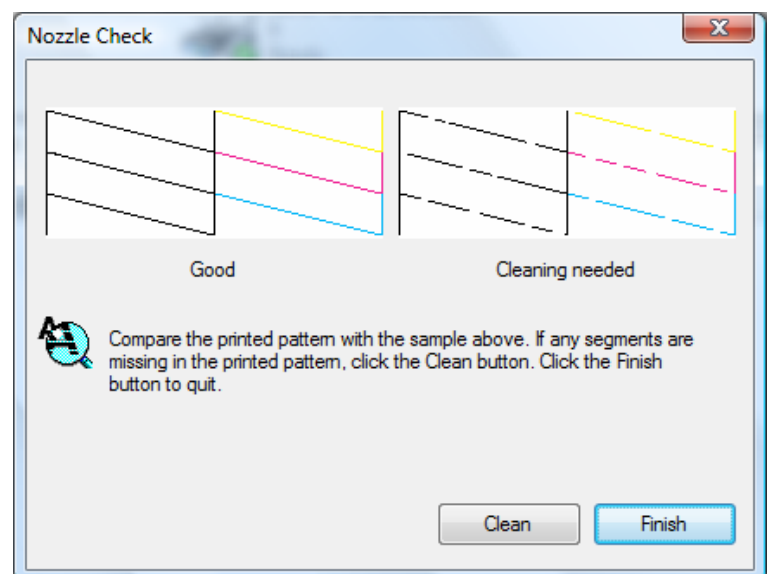 Nozzle Check
Good
Cleaning needed
Compare the printed pattern with the sample above. If any segments are
missing in the printed pattern, click the Clean button. Click the Finish
button to quit.
Clean
Finish